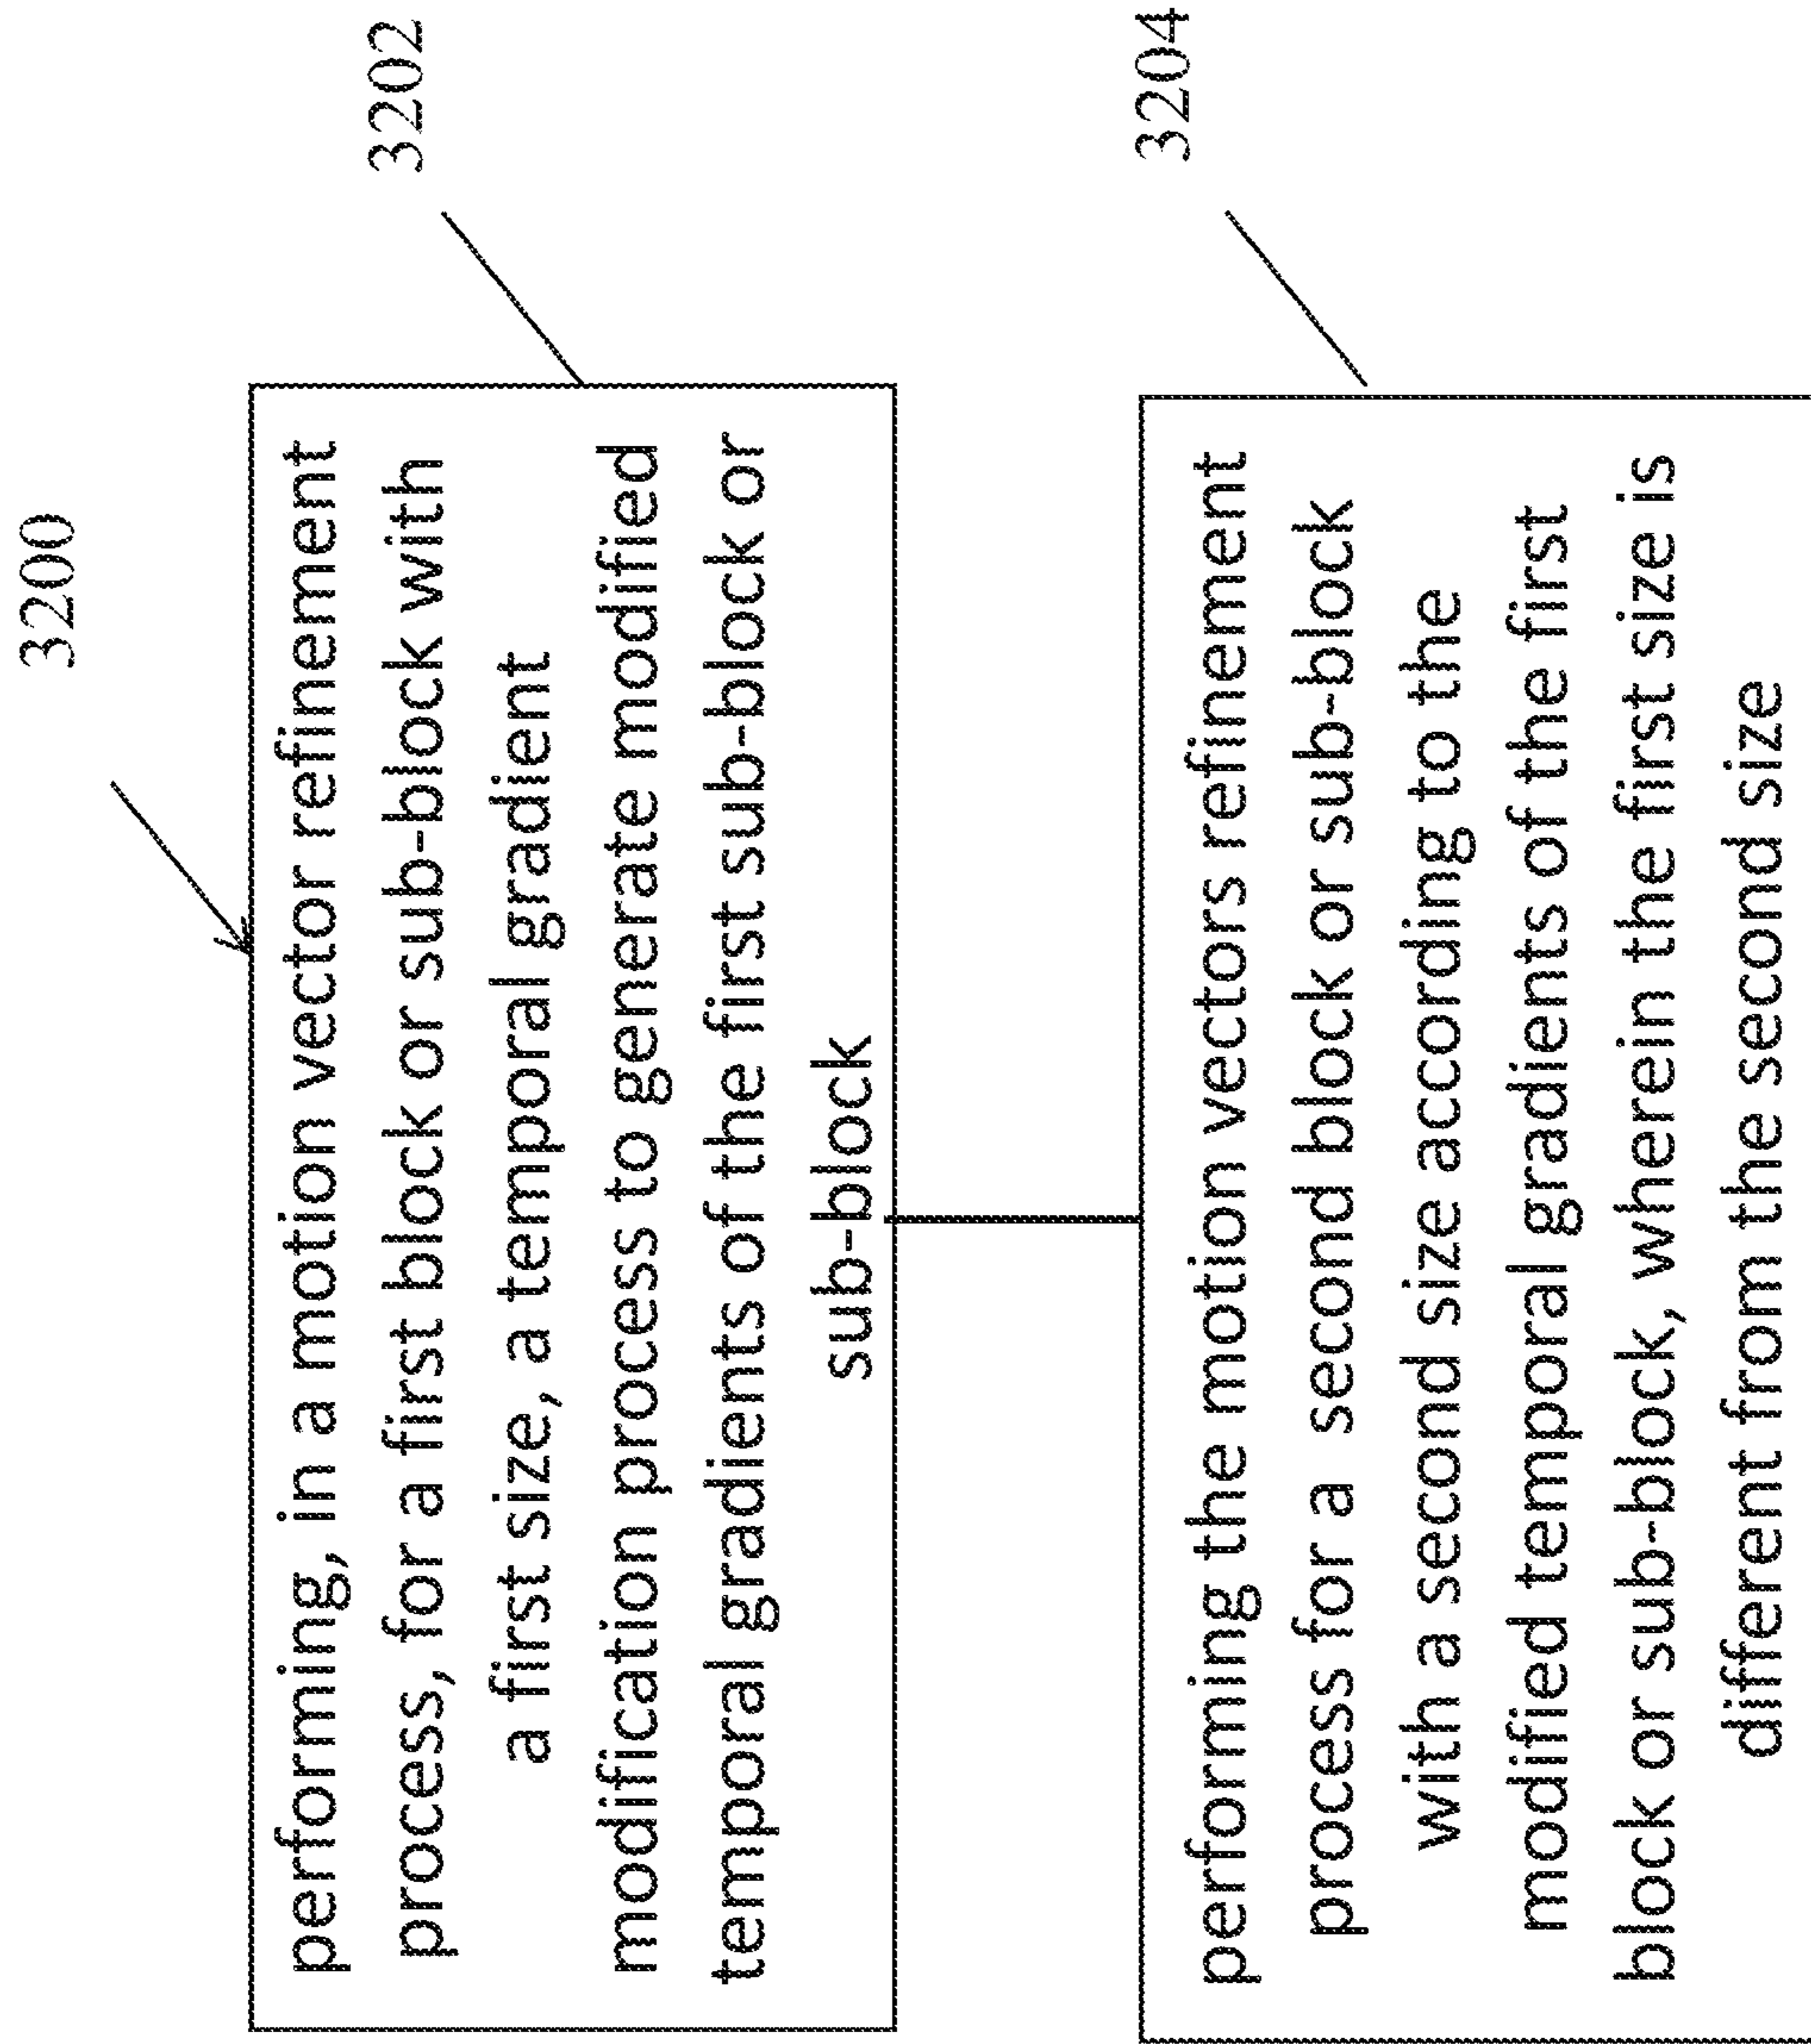 3200
performing, in a motion vector refinement
process, for a first block or sub-block with
a first size, a temporal gradient
modification process to generate modified
temporal gradients of the first sub-block or
sub-block
3202
performing the motion vectors refinement
process for a second block or sub-block
with a second size according to the
modified temporal gradients of the first
block or sub-block, wherein the first size is
different from the second size
3204